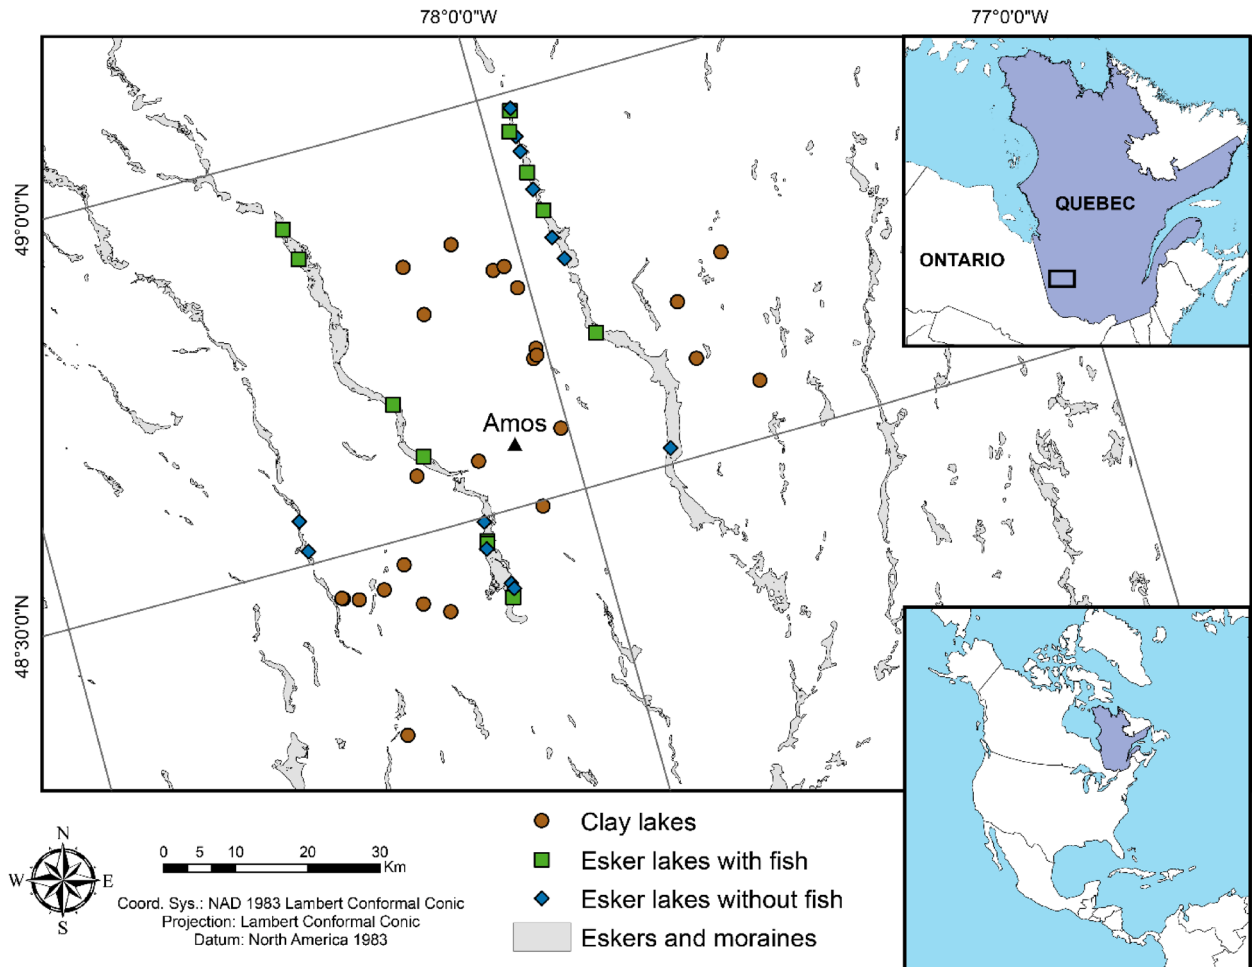 78°0'0"W
77°0'0"W
49°0'0"N
48°30'0"N
Amos
QUEBEC
ONTARIO
N
W
E
S
0 5 10 20 30
Km
Coord. Sys.: NAD 1983 Lambert Conformal Conic
Projection: Lambert Conformal Conic
Datum: North America 1983
Clay lakes
Esker lakes with fish
Esker lakes without fish
Eskers and moraines